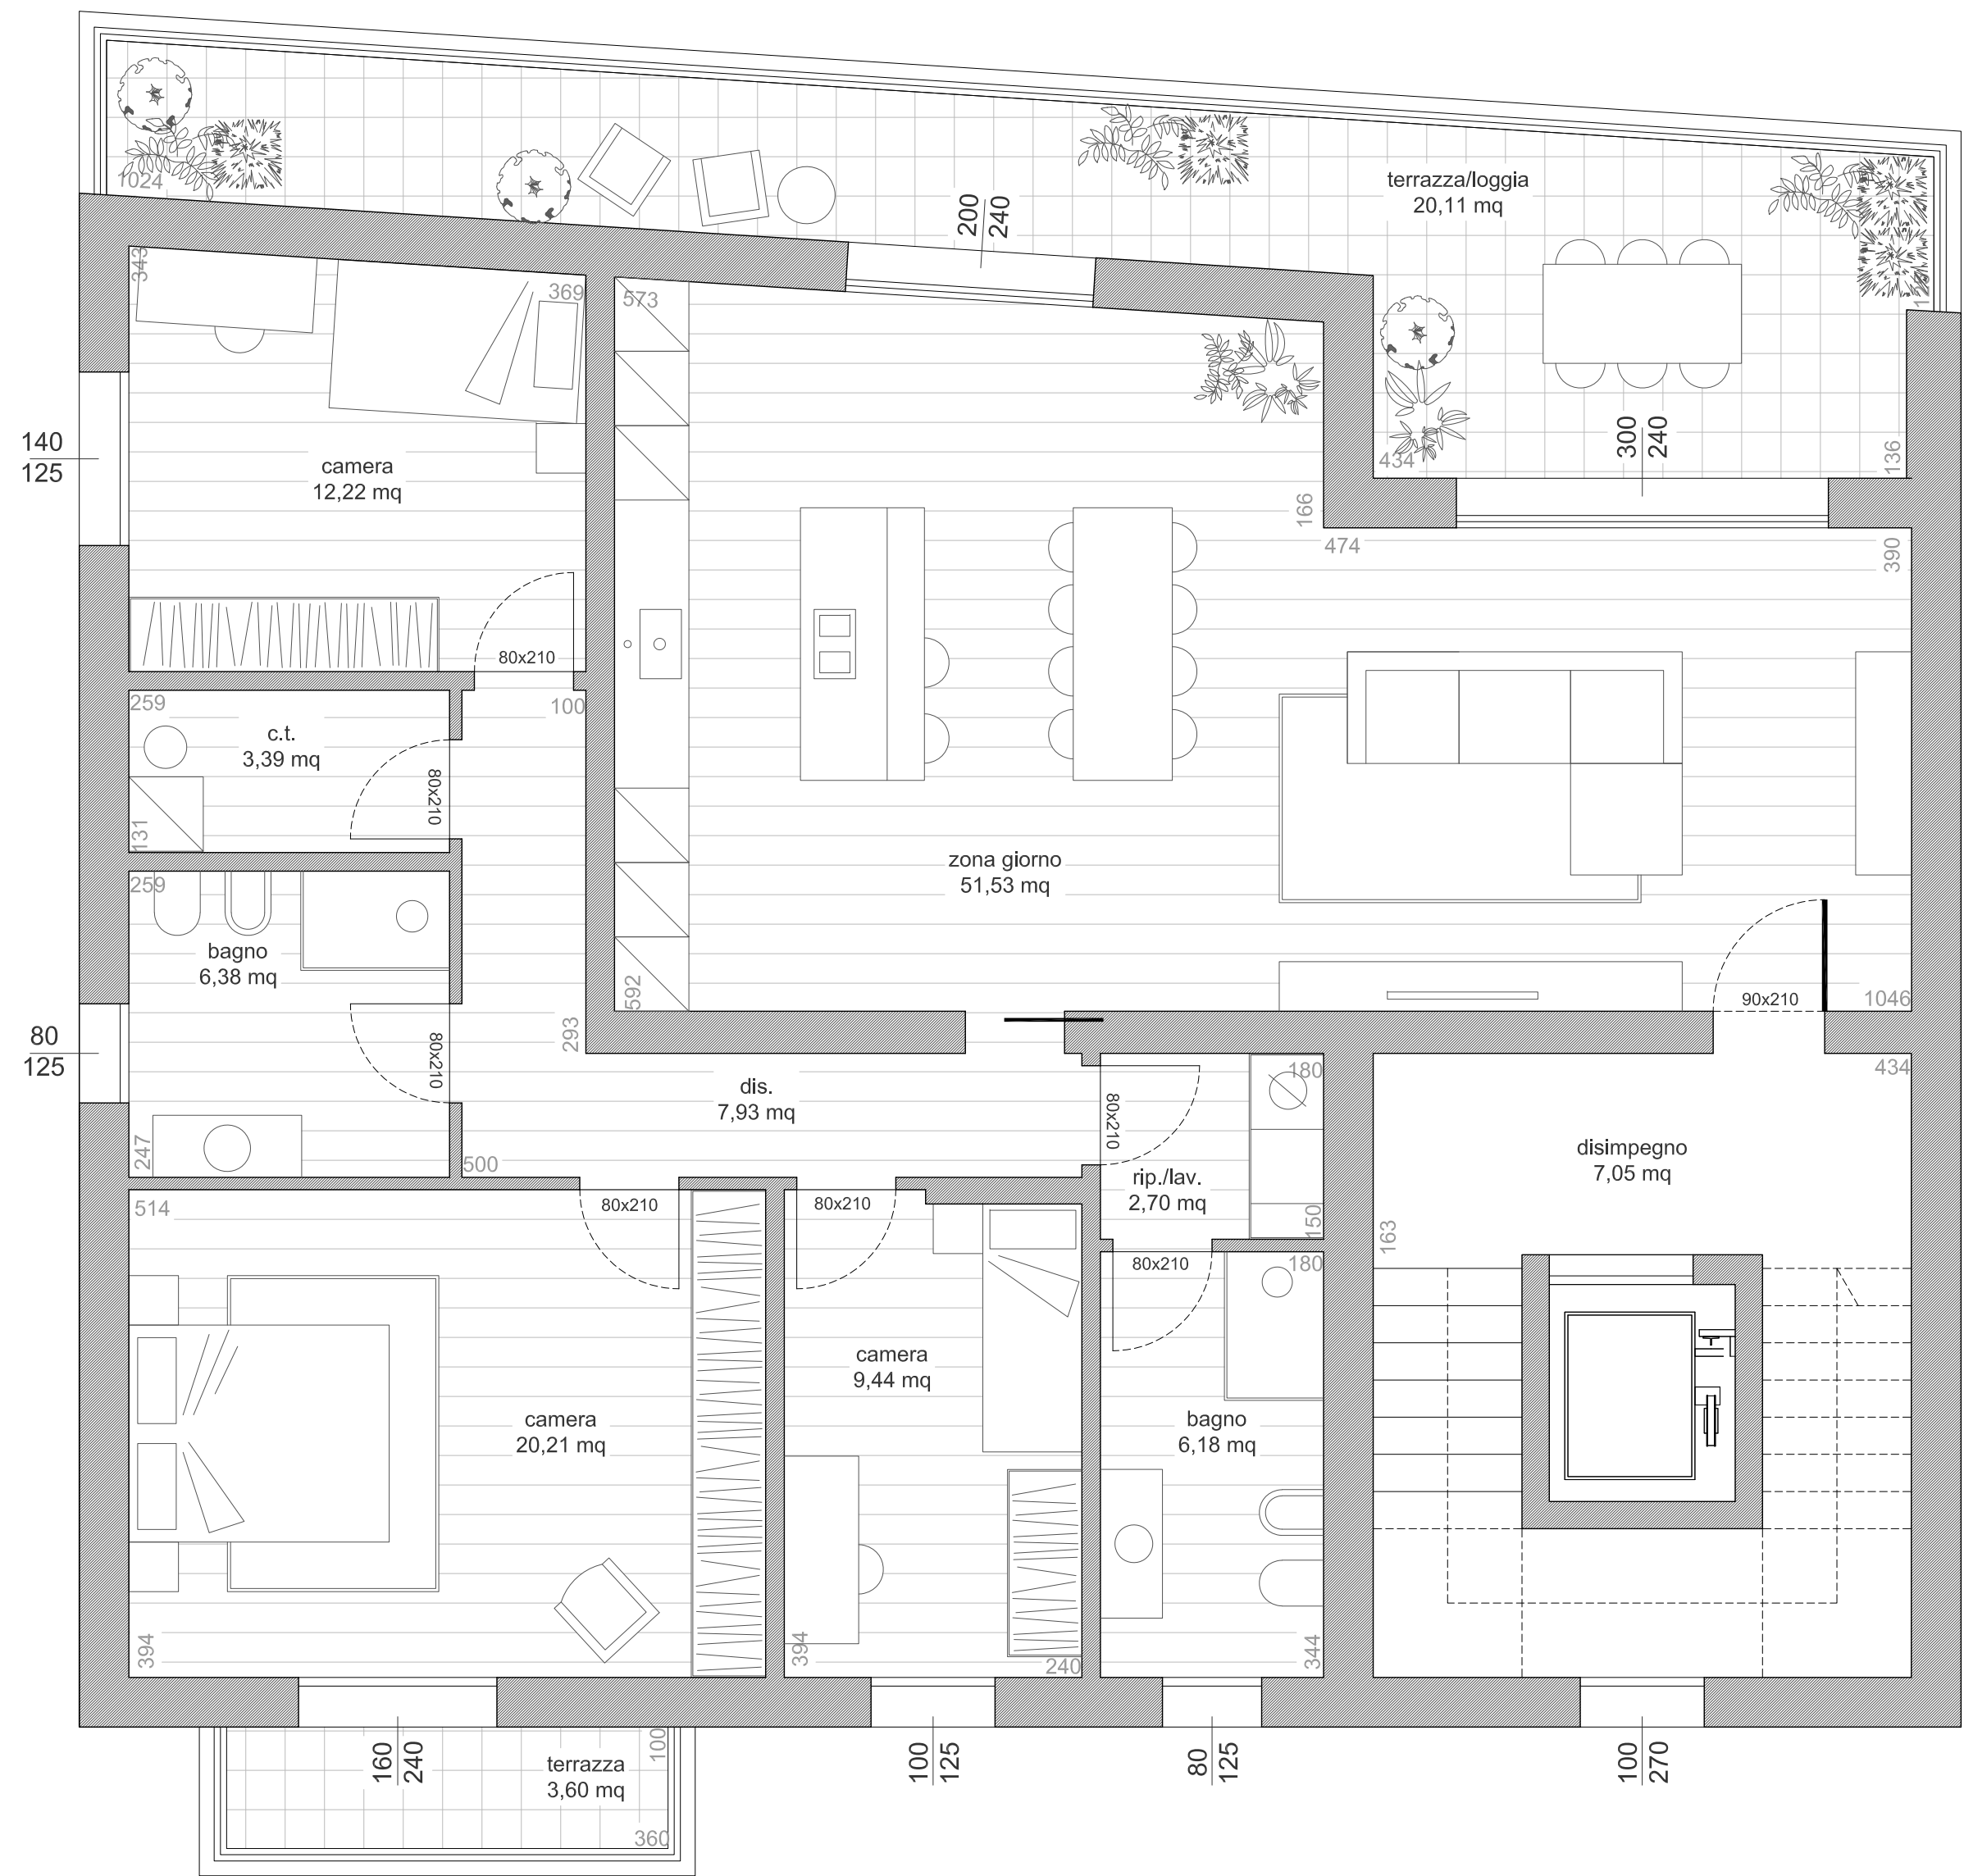 1024
200
240
terrazza/loggia
20,11 mq
343
369
573
140
125
camera
12,22 mq
434
300
240
136
166
474
390
80x210
259
100
c.t.
3,39 mq
80x210
131
zona giorno
51,53 mq
259
bagno
6,38 mq
592
90x210
1046
80
125
293
80x210
dis.
7,93 mq
180
434
80x210
247
500
disimpegno
7,05 mq
rip./lav.
2,70 mq
514
80x210
80x210
150
163
80x210
180
camera
9,44 mq
camera
20,21 mq
bagno
6,18 mq
394
394
240
344
160
240
100
terrazza
3,60 mq
360
100
125
80
125
100
270